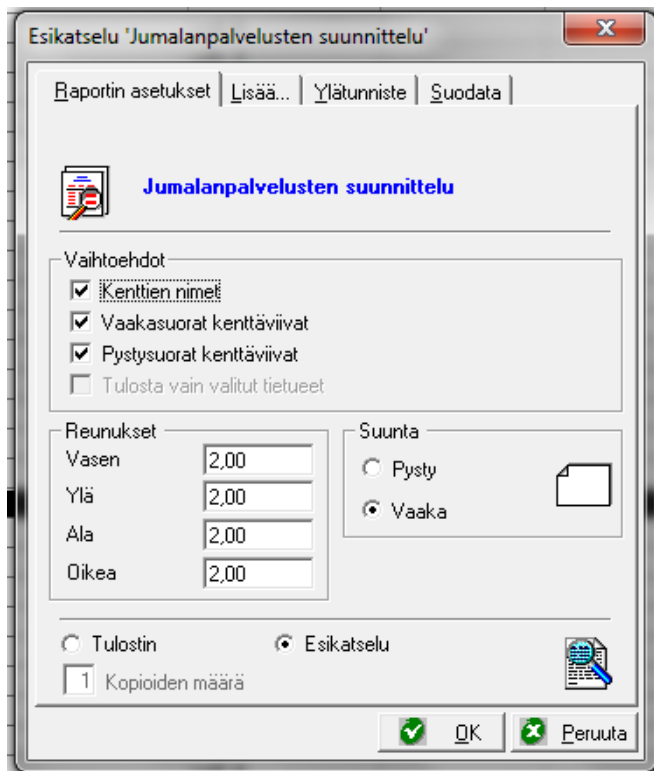 Esikatselu 'Jumalanpalvelusten suunnittelu'
Raportin asetukset Lisää... Ylätunniste Suodata
Jumalanpalvelusten suunnittelu
Vaihtoehdot
Kenttien nimet
Vaakasuorat kenttäviivat
Pystysuorat kenttäviivat
Tulosta vain valitut tietueet
Reunukset
Vasen 2,00
Ylä 2,00
Ala 2,00
Oikea 2,00
Suunta
Pysty
Vaaka
Tulostin Esikatselu
1 Kopioiden määrä
OK Peruuta